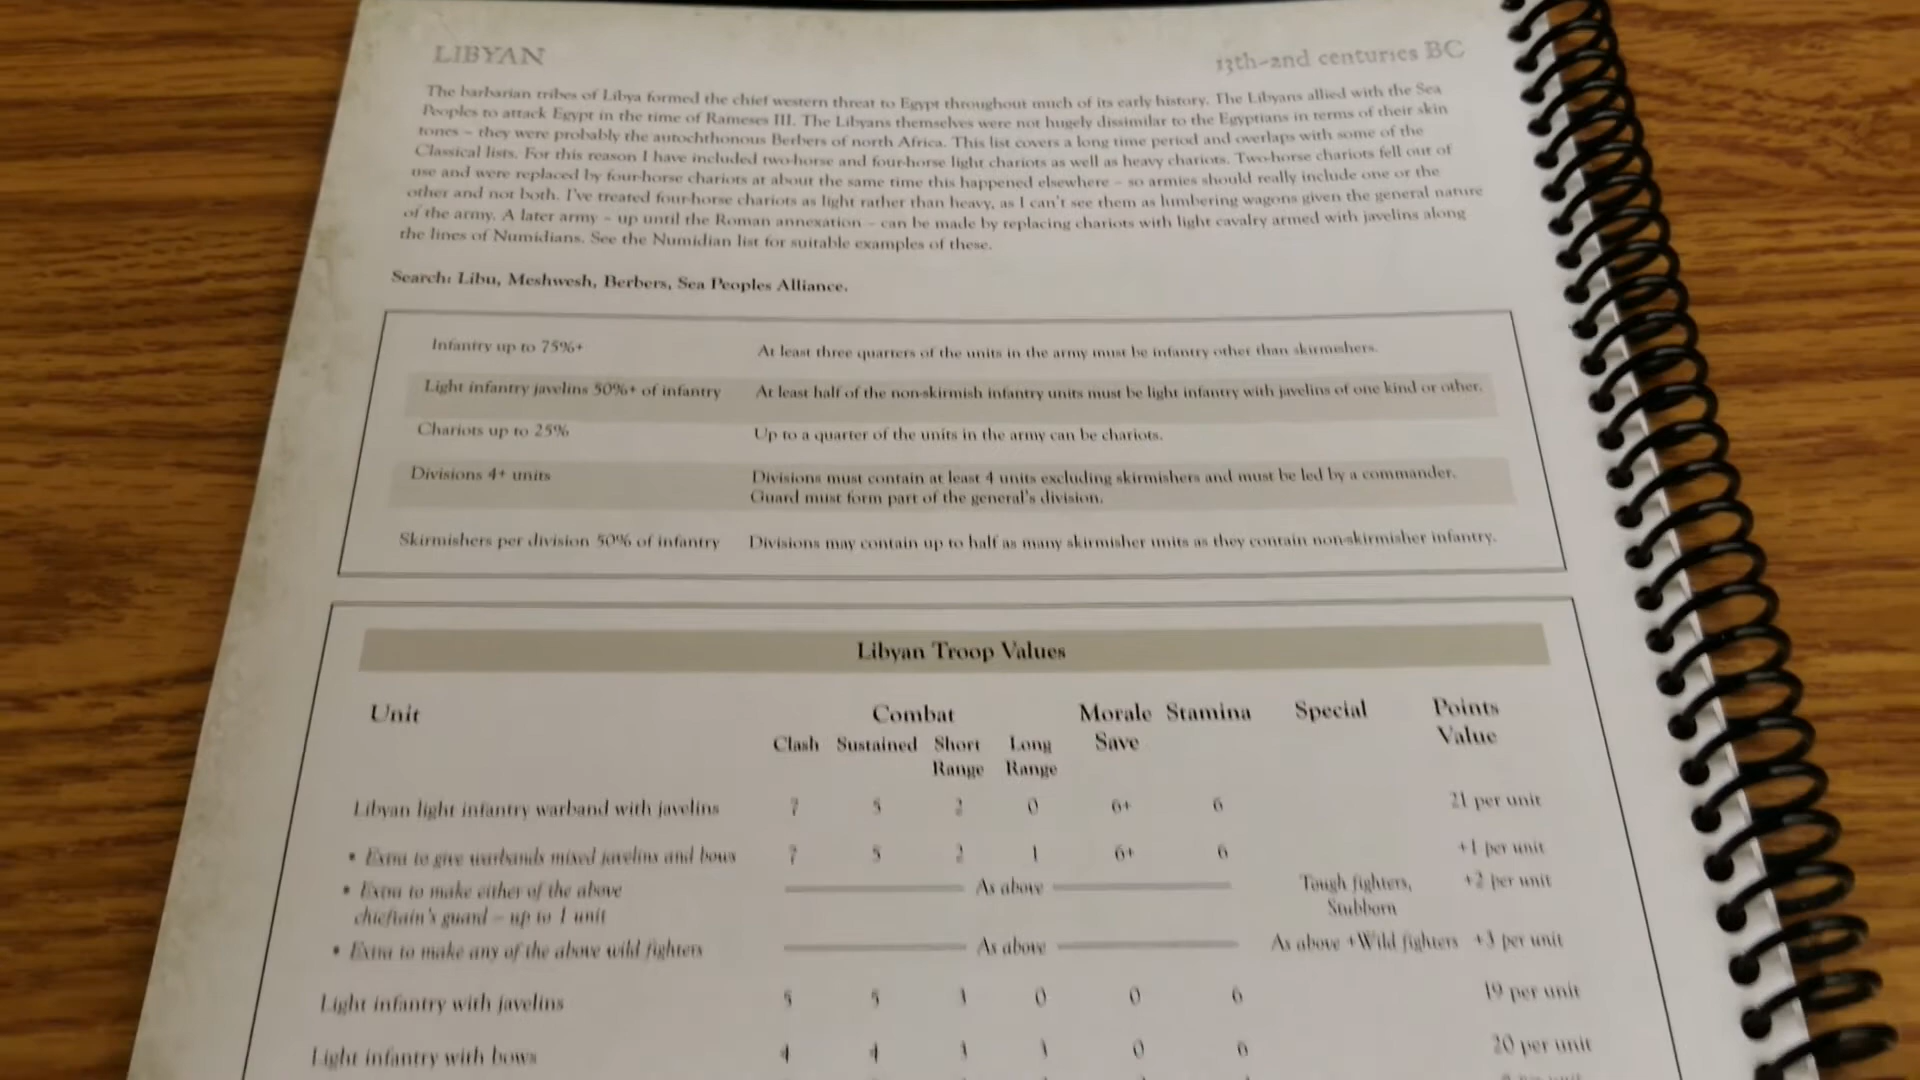 LIBYAN
13th-2nd centuries BC
The barbarian tribes of Libya formed the chief western threat to Egypt throughout much of its early history. The Libyans allied with the Sea
Peoples to attack Egypt in the time of Rameses III. The Libyans themselves were not hugely dissimilar to the Egyptians in terms of their skin
tones – they were probably the autochthonous Berbers of north Africa. This list covers a long time period and overlaps with some of the
Classical lists. For this reason I have included two-horse and four-horse light chariots as well as heavy chariots. Two-horse chariots fell out of
use and were replaced by four-horse chariots at about the same time this happened elsewhere – so armies should really include one or the
other and not both. I've treated four-horse chariots as light rather than heavy, as I can't see them as lumbering wagons given the general nature
of the army. A later army – up until the Roman annexation – can be made by replacing chariots with light cavalry armed with javelins along
the lines of Numidians. See the Numidian list for suitable examples of these.
Search: Libu, Meshwesh, Berbers, Sea Peoples Alliance.
Infantry up to 75%+ At least three quarters of the units in the army must be infantry other than skirmishers.
Light infantry javelins 50%+ of infantry At least half of the non-skirmish infantry units must be light infantry with javelins of one kind or other.
Chariots up to 25% Up to a quarter of the units in the army can be chariots.
Divisions 4+ units Divisions must contain at least 4 units excluding skirmishers and must be led by a commander.
Guard must form part of the general's division.
Skirmishers per division 50% of infantry Divisions may contain up to half as many skirmisher units as they contain non-skirmisher infantry.
Libyan Troop Values
Unit Combat Morale Stamina Special Points
Clash Sustained Short Long Save Value
Range Range
Libyan light infantry warband with javelins 5 2 0 6+ 6 21 per unit
• Extra to give warbands mixed javelins and bows 5 2 1 6+ 6 +1 per unit
• Extra to make either of the above As above Tough fighters, +2 per unit
chieftain's guard – up to 1 unit Stubborn
• Extra to make any of the above wild fighters As above As above +Wild fighters +3 per unit
Light infantry with javelins 5 5 0 0 6 19 per unit
Light infantry with bows 4 4 0 6 20 per unit